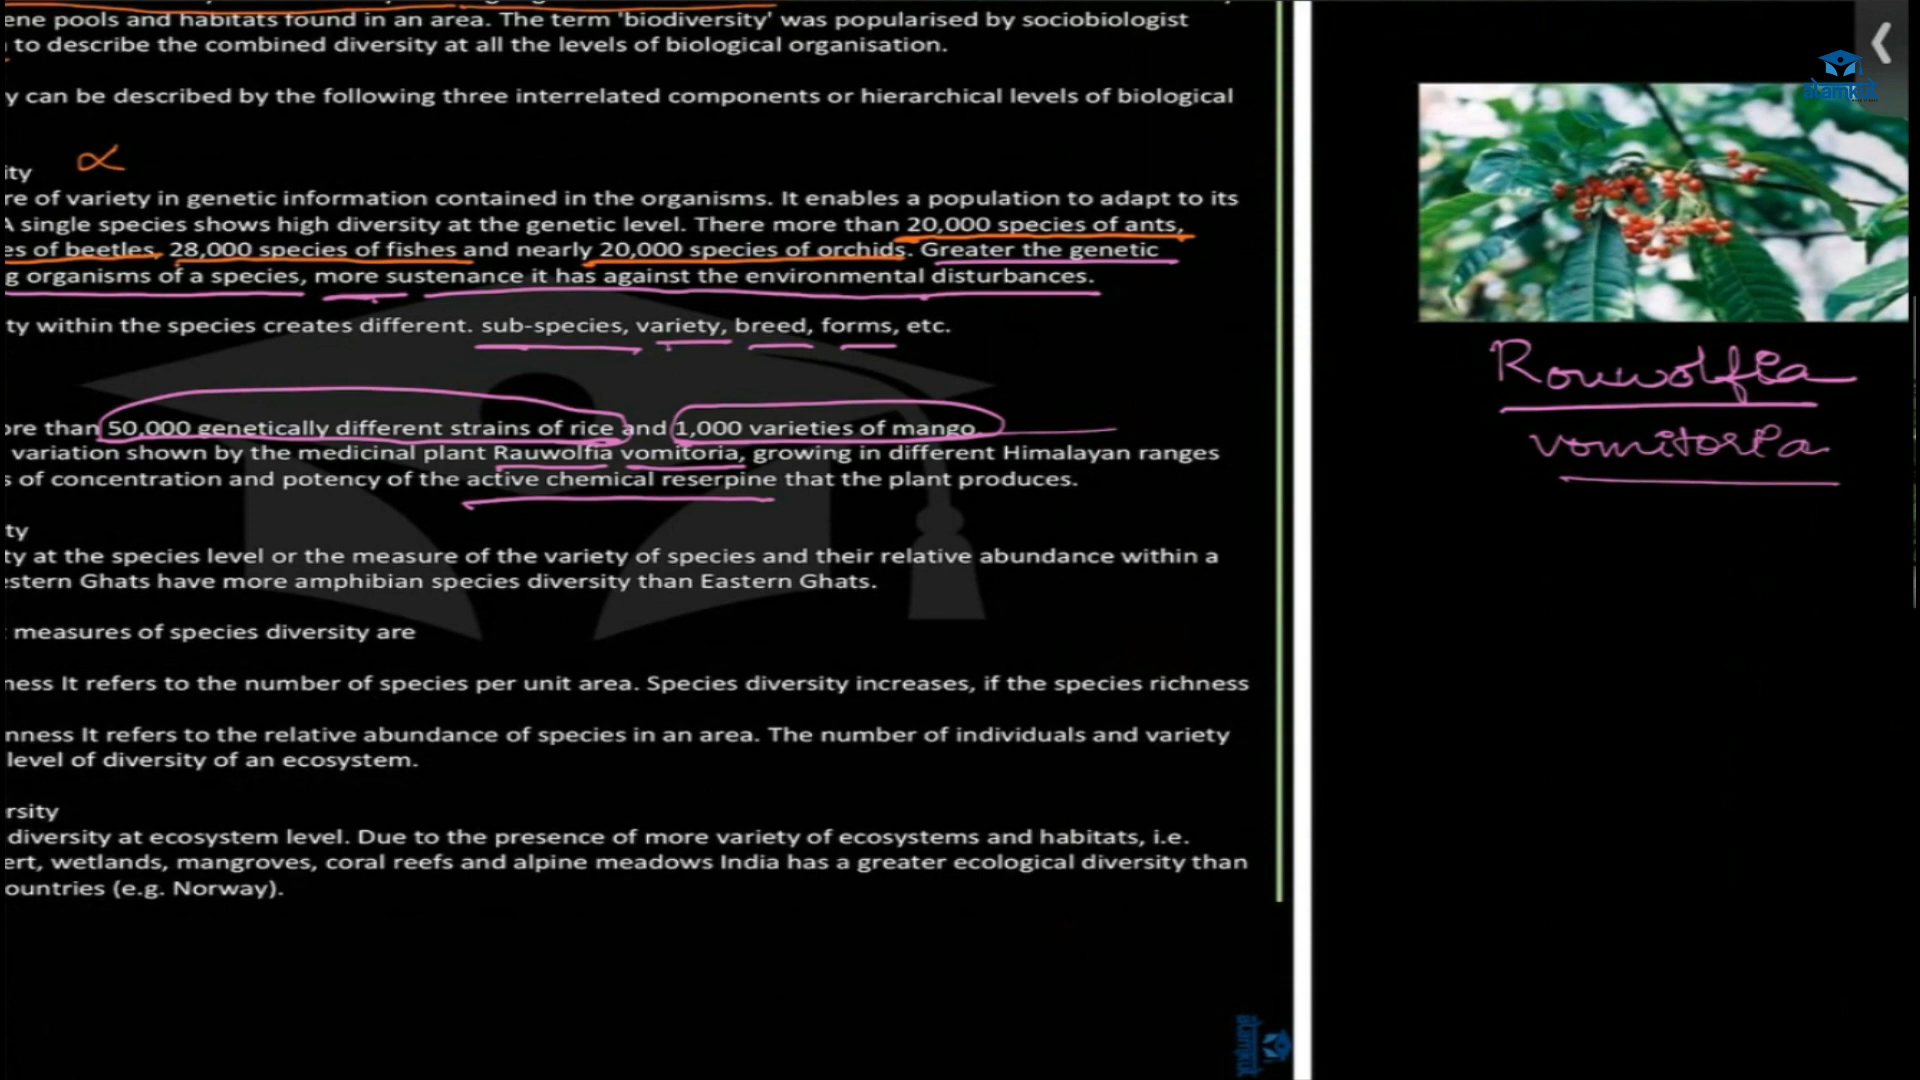 ene pools and habitats found in an area. The term 'biodiversity' was popularised by sociobiologist
to describe the combined diversity at all the levels of biological organisation.
y can be described by the following three interrelated components or hierarchical levels of biological
ity ∝
re of variety in genetic information contained in the organisms. It enables a population to adapt to its
A single species shows high diversity at the genetic level. There more than 20,000 species of ants,
es of beetles, 28,000 species of fishes and nearly 20,000 species of orchids. Greater the genetic
g organisms of a species, more sustenance it has against the environmental disturbances.
ty within the species creates different. sub-species, variety, breed, forms, etc.
ore than 50,000 genetically different strains of rice and 1,000 varieties of mango.
variation shown by the medicinal plant Rauwolfia vomitoria, growing in different Himalayan ranges
s of concentration and potency of the active chemical reserpine that the plant produces.
ty
ty at the species level or the measure of the variety of species and their relative abundance within a
estern Ghats have more amphibian species diversity than Eastern Ghats.
measures of species diversity are
ness It refers to the number of species per unit area. Species diversity increases, if the species richness
nness It refers to the relative abundance of species in an area. The number of individuals and variety
level of diversity of an ecosystem.
rsity
diversity at ecosystem level. Due to the presence of more variety of ecosystems and habitats, i.e.
ert, wetlands, mangroves, coral reefs and alpine meadows India has a greater ecological diversity than
ountries (e.g. Norway).
Rouwolfia
vomitoria